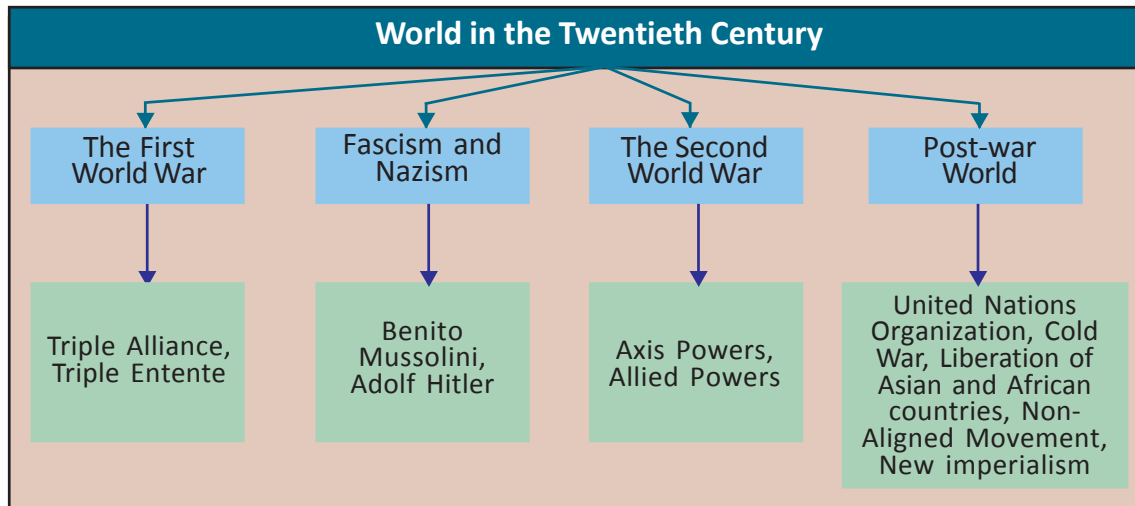 World in the Twentieth Century
The First
World War
Fascism and
Nazism
The Second
World War
Post-war
World
Triple Alliance,
Triple Entente
Benito
Mussolini,
Adolf Hitler
Axis Powers,
Allied Powers
United Nations
Organization, Cold
War, Liberation of
Asian and African
countries, Non-
Aligned Movement,
New imperialism